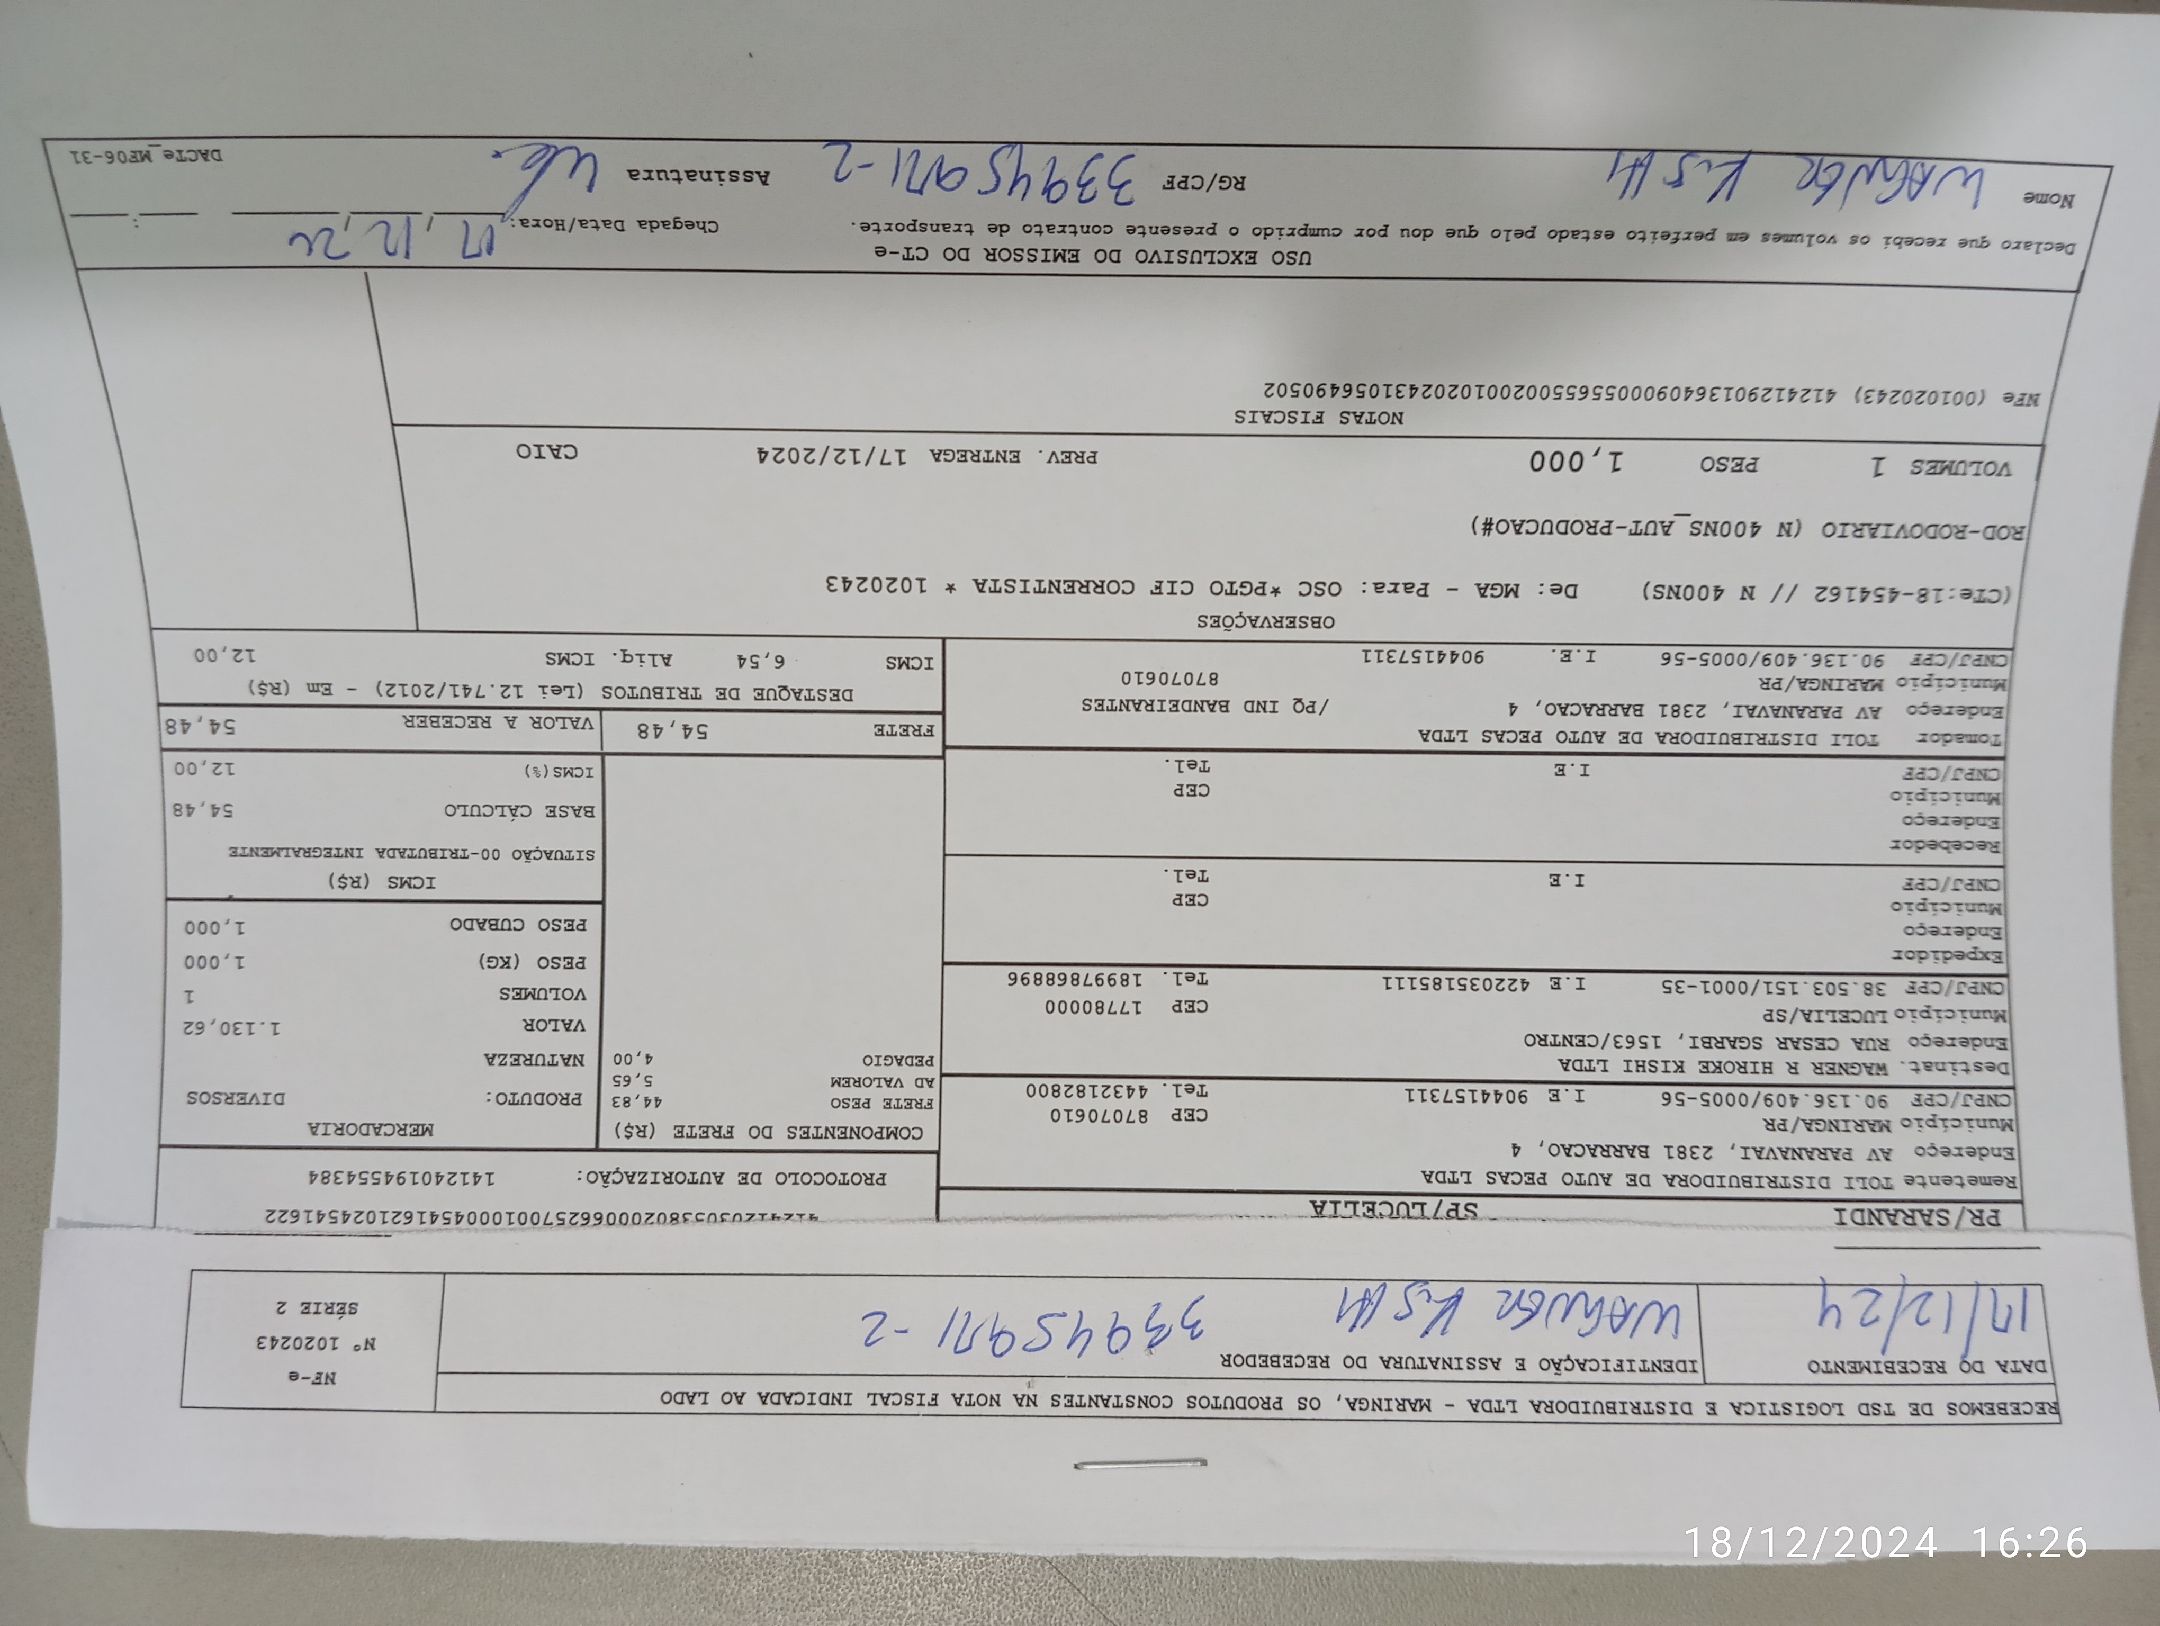 RECEBEMOS DE TSD LOGISTICA E DISTRIBUIDORA LTDA - MARINGA, OS PRODUTOS CONSTANTES NA NOTA FISCAL INDICADA AO LADO
NF-e
Nº 1020243
SÉRIE 2
DATA DO RECEBIMENTO
17/12/24
IDENTIFICAÇÃO E ASSINATURA DO RECEBEDOR
WAGNER KISHI 33945971-2
PR/SARANDI SP/LUCELIA
PROTOCOLO DE AUTORIZAÇÃO: 141240194554384
Remetente TOLI DISTRIBUIDORA DE AUTO PECAS LTDA
Endereço AV PARANAVAI, 2381 BARRACAO, 4
Município MARINGA/PR CEP 87070610
CNPJ/CPF 90.136.409/0005-56 I.E 9044157311 Tel. 4432182800
Destinat. WAGNER R HIROKE KISHI LTDA
Endereço RUA CESAR SGARBI, 1563/CENTRO
Município LUCELIA/SP CEP 17780000
CNPJ/CPF 38.503.151/0001-35 I.E 422035185111 Tel. 18997868896
Expedidor
Endereço
Município CEP
CNPJ/CPF I.E Tel.
Recebedor
Endereço
Município CEP
CNPJ/CPF I.E Tel.
Tomador TOLI DISTRIBUIDORA DE AUTO PECAS LTDA
Endereço AV PARANAVAI, 2381 BARRACAO, 4 /PQ IND BANDEIRANTES
Município MARINGA/PR 87070610
CNPJ/CPF 90.136.409/0005-56 I.E. 9044157311
COMPONENTES DO FRETE (R$)
FRETE PESO 44,83
AD VALOREM 5,65
PEDAGIO 4,00
MERCADORIA
PRODUTO: DIVERSOS
NATUREZA
VALOR 1.130,62
VOLUMES 1
PESO (KG) 1,000
PESO CUBADO 1,000
ICMS (R$)
SITUAÇÃO 00-TRIBUTADA INTEGRALMENTE
BASE CÁLCULO 54,48
ICMS(%) 12,00
FRETE 54,48 VALOR A RECEBER 54,48
DESTAQUE DE TRIBUTOS (Lei 12.741/2012) - Em (R$)
ICMS 6,54 Aliq. ICMS 12,00
OBSERVAÇÕES
(CTe:18-454162 // N 400NS) De: MGA - Para: OSC *PGTO CIF CORRENTISTA * 1020243
ROD-RODOVIARIO (N 400NS_AUT-PRODUCAO#)
VOLUMES 1 PESO 1,000 PREV. ENTREGA 17/12/2024 CAIO
NOTAS FISCAIS
NFe (001020243) 41241290136409000556550020010202431056490502
USO EXCLUSIVO DO EMISSOR DO CT-e
Declaro que recebi os volumes em perfeito estado pelo que dou por cumprido o presente contrato de transporte. Chegada Data/Hora: 17,12,24 :
Nome WAGNER KISHI RG/CPF 33945971-2 Assinatura
DACTe_MF06-31
18/12/2024 16:26